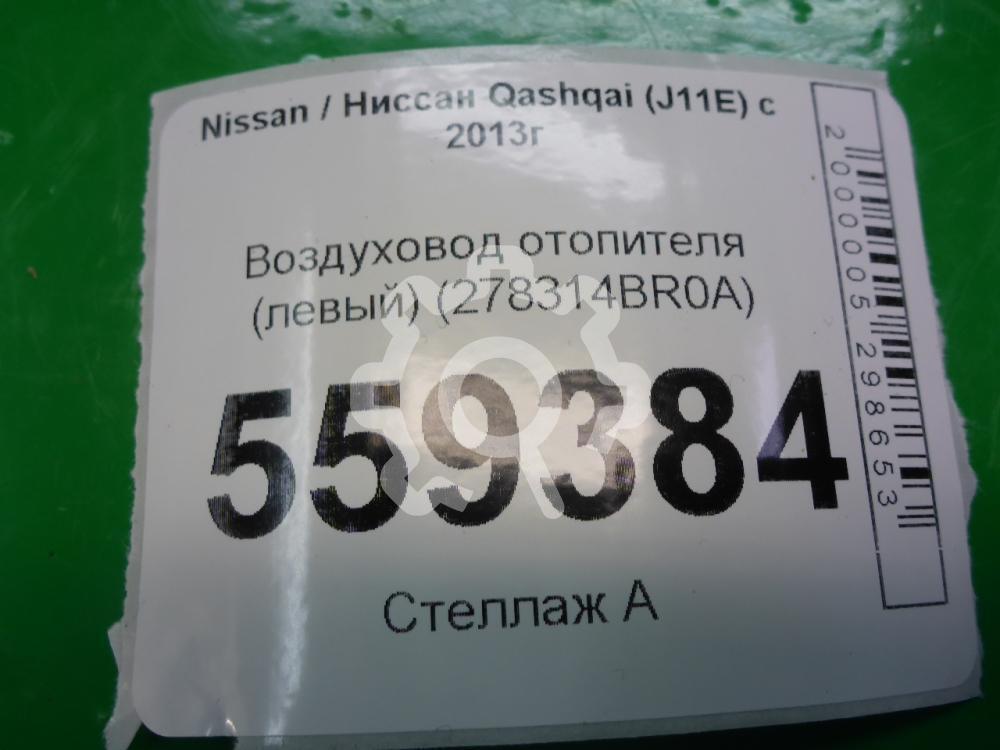 Nissan / Ниссан Qashqai (J11E) с
2013г
Воздуховод отопителя
(левый) (278314BR0A)
559384
Стеллаж А
2000005298653